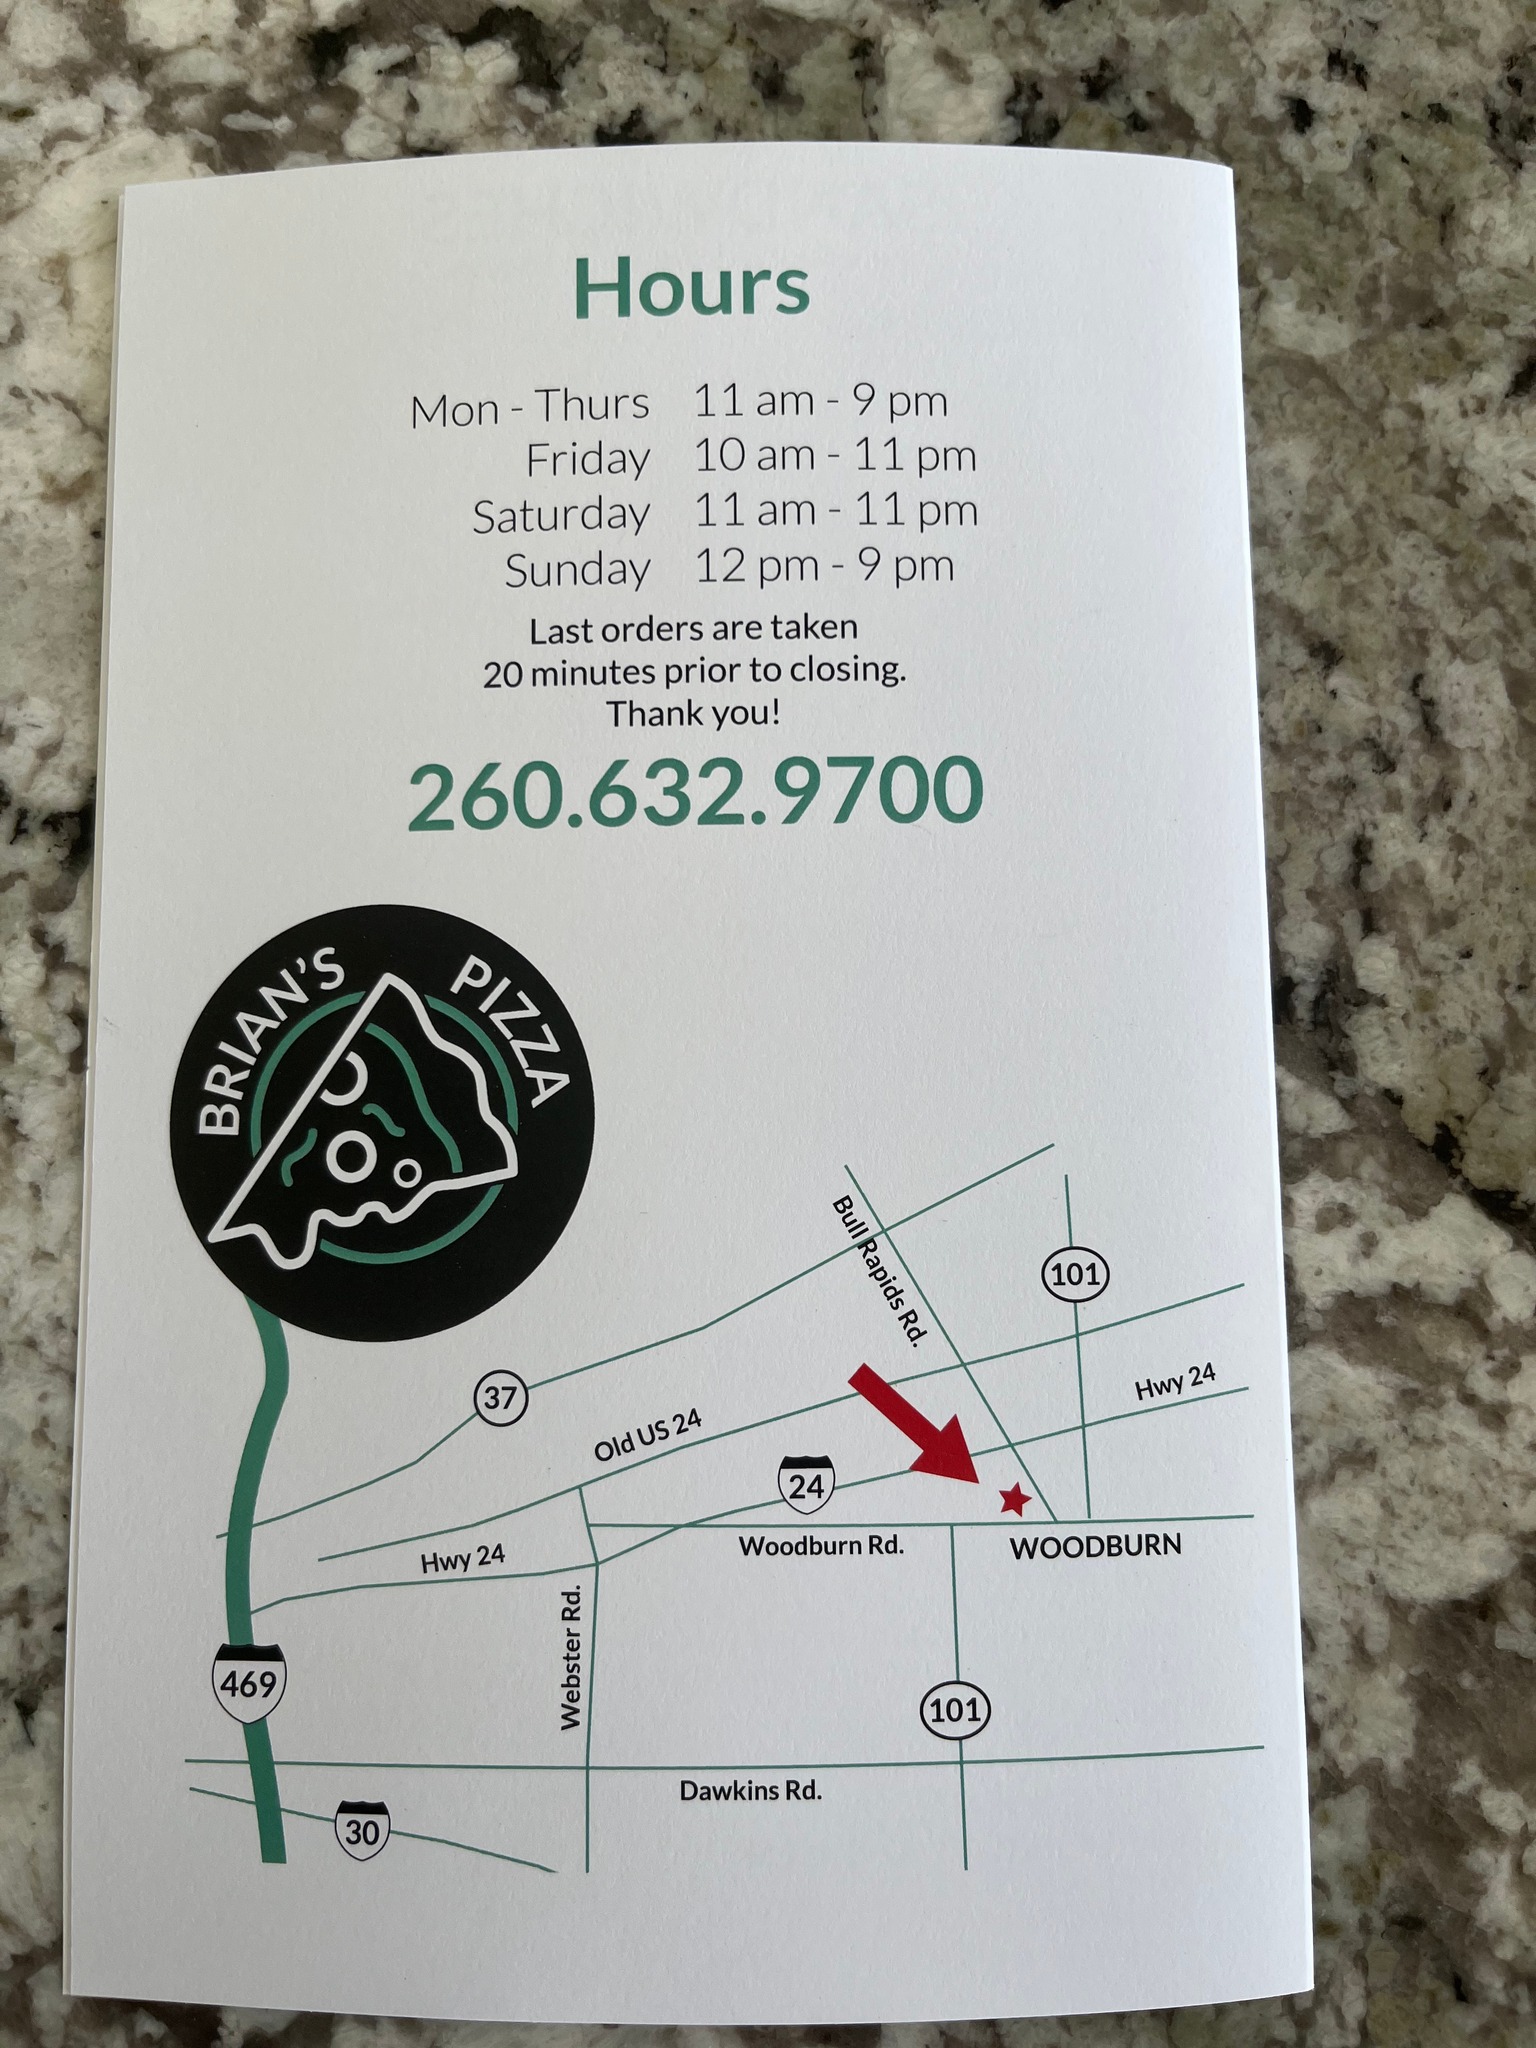 Hours
Mon - Thurs 11 am - 9 pm
Friday 10 am - 11 pm
Saturday 11 am - 11 pm
Sunday 12 pm - 9 pm
Last orders are taken
20 minutes prior to closing.
Thank you!
260.632.9700
BRIAN'S PIZZA
Bull Rapids Rd.
101
37
Old US 24
Hwy 24
24
Hwy 24
Woodburn Rd.
WOODBURN
Webster Rd.
469
101
Dawkins Rd.
30